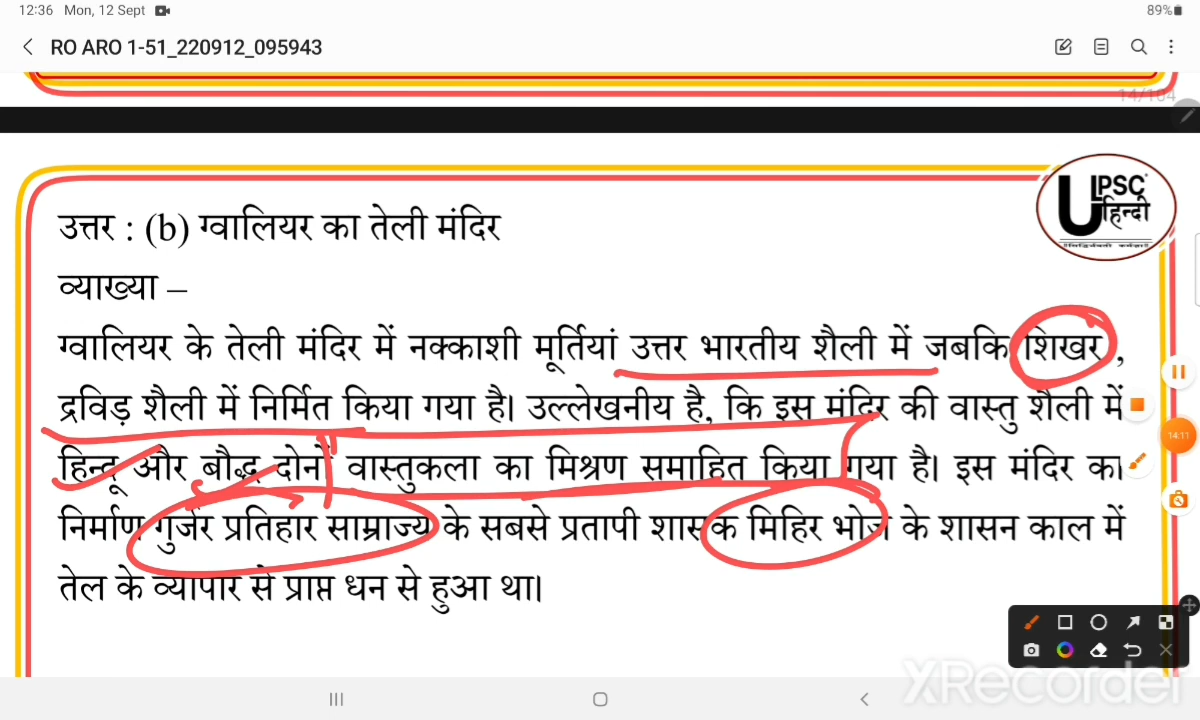 12:36 Mon, 12 Sept
89%
RO ARO 1-51_220912_095943
14/104
UPSC
हिन्दी
उत्तर : (b) ग्वालियर का तेली मंदिर
व्याख्या –
ग्वालियर के तेली मंदिर में नक्काशी मूर्तियां उत्तर भारतीय शैली में जबकि शिखर ,
द्रविड़ शैली में निर्मित किया गया है। उल्लेखनीय है, कि इस मंदिर की वास्तु शैली में
हिन्दू और बौद्ध दोनों वास्तुकला का मिश्रण समाहित किया गया है। इस मंदिर का
निर्माण गुर्जर प्रतिहार साम्राज्य के सबसे प्रतापी शासक मिहिर भोज के शासन काल में
तेल के व्यापार से प्राप्त धन से हुआ था।
14:11
XRecorder